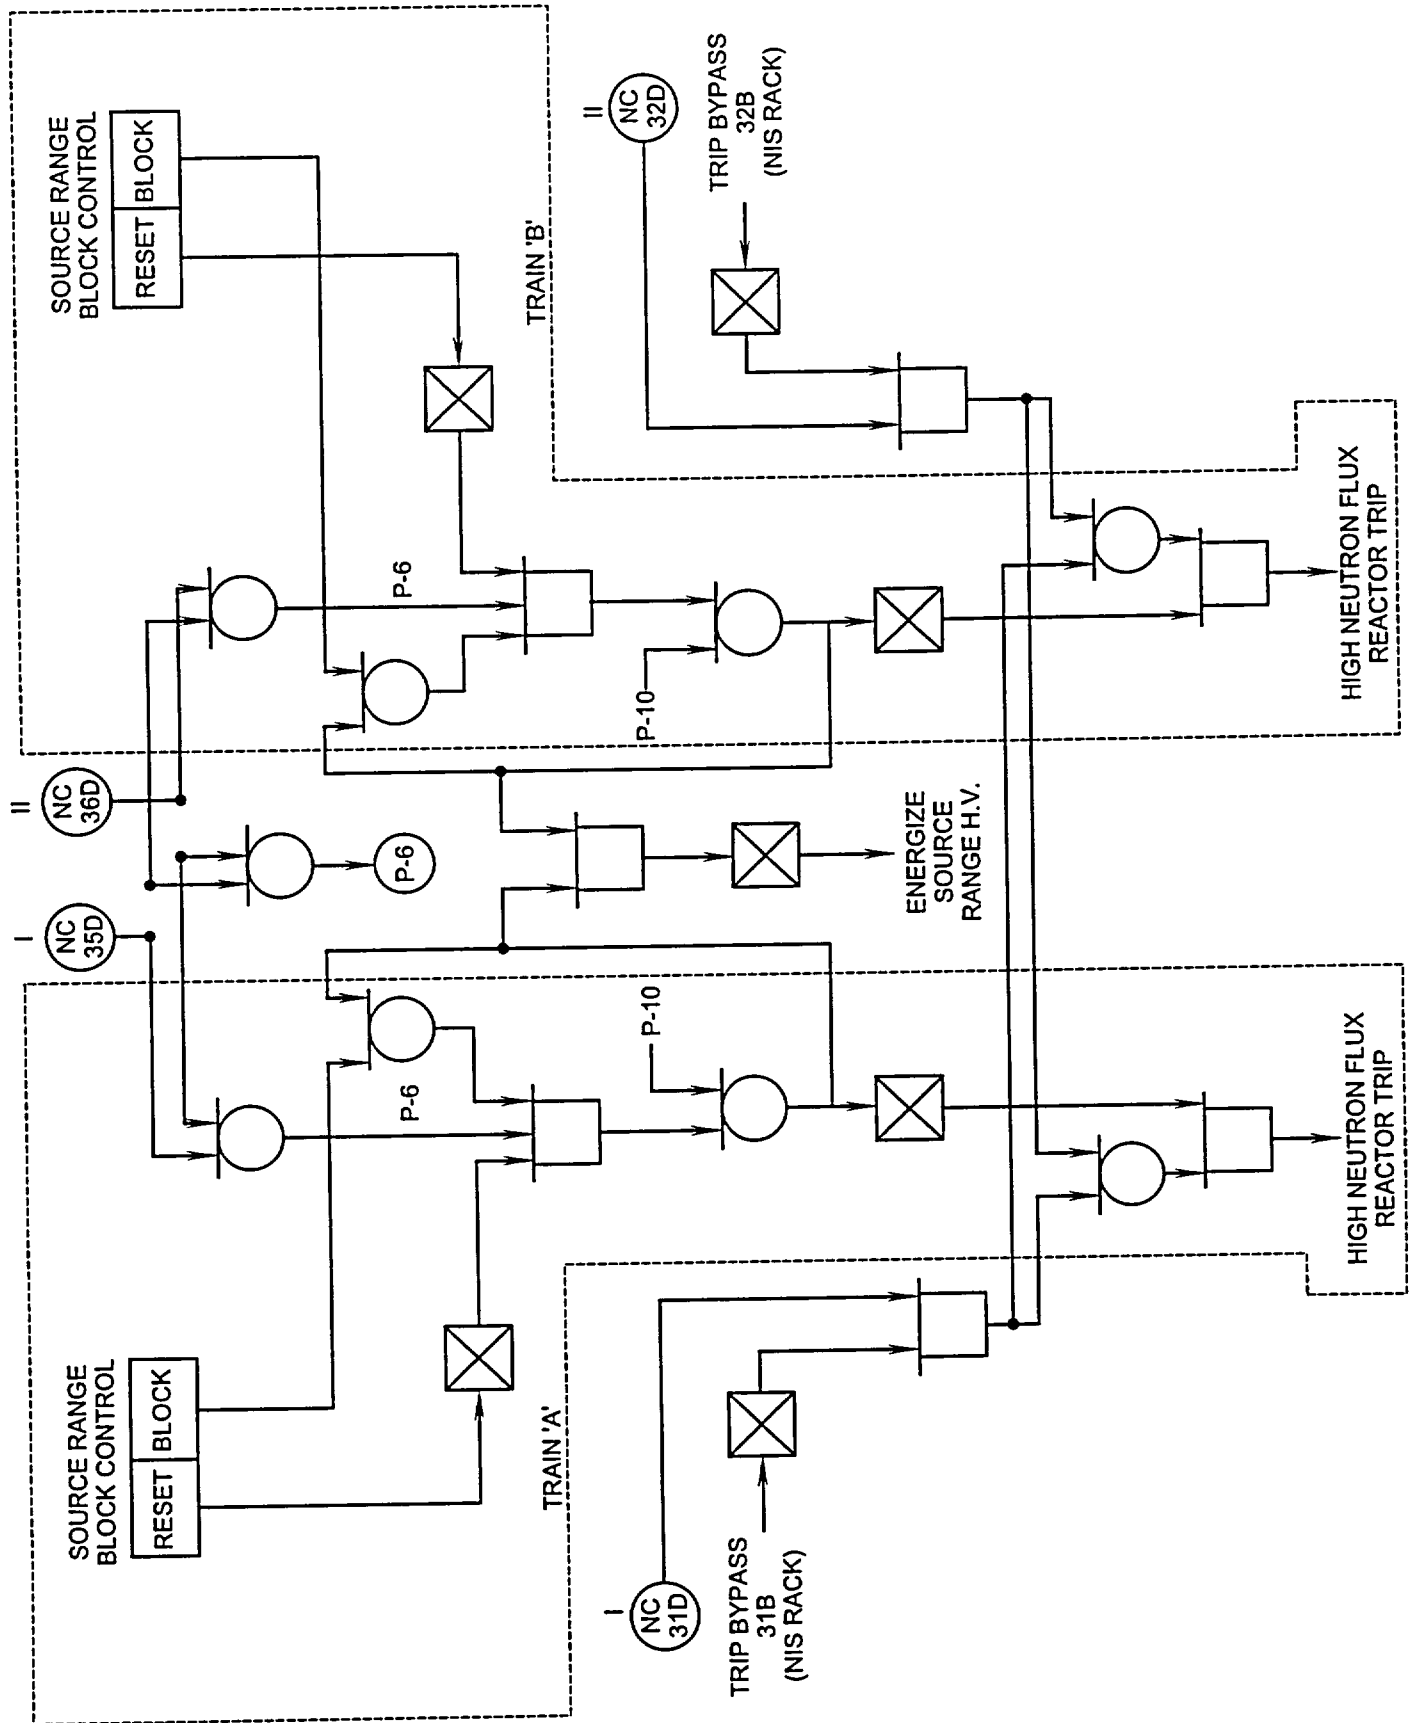 SOURCE RANGE
BLOCK CONTROL
RESET
BLOCK
I
NC
35D
II
NC
36D
SOURCE RANGE
BLOCK CONTROL
RESET
BLOCK
P-6
P-6
P-6
TRAIN 'A'
P-10
P-10
TRAIN 'B'
I
NC
31D
TRIP BYPASS
31B
(NIS RACK)
ENERGIZE
SOURCE
RANGE H.V.
II
NC
32D
TRIP BYPASS
32B
(NIS RACK)
HIGH NEUTRON FLUX
REACTOR TRIP
HIGH NEUTRON FLUX
REACTOR TRIP